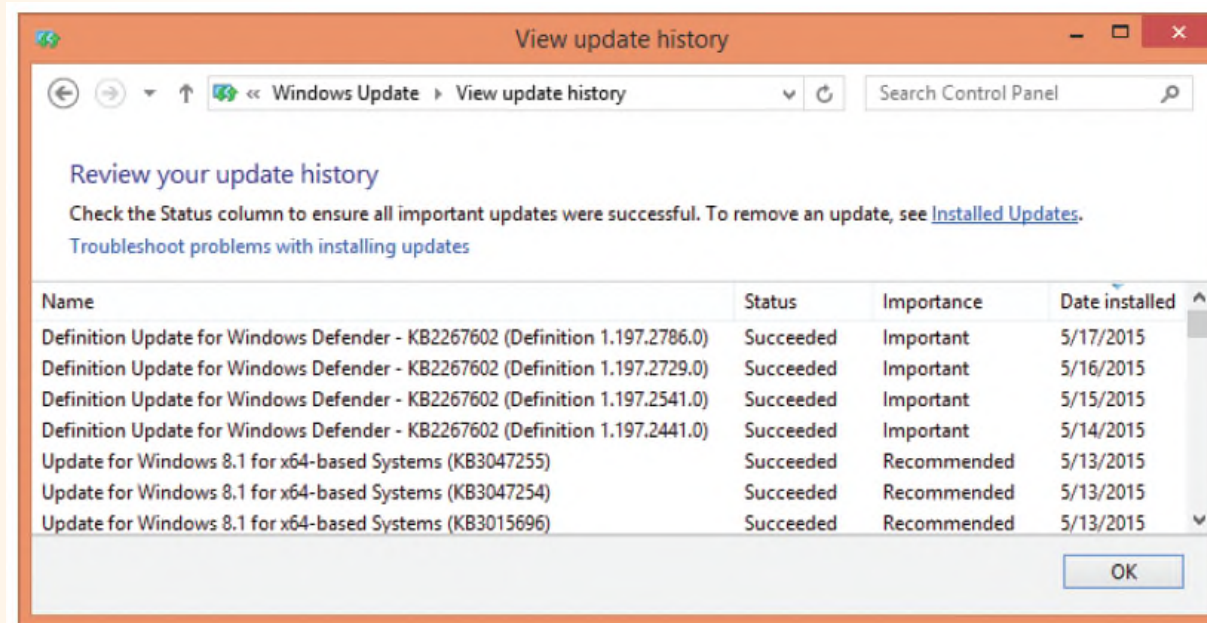 View update history
« Windows Update ▸ View update history Search Control Panel
Review your update history
Check the Status column to ensure all important updates were successful. To remove an update, see Installed Updates.
Troubleshoot problems with installing updates
Name Status Importance Date installed
Definition Update for Windows Defender - KB2267602 (Definition 1.197.2786.0) Succeeded Important 5/17/2015
Definition Update for Windows Defender - KB2267602 (Definition 1.197.2729.0) Succeeded Important 5/16/2015
Definition Update for Windows Defender - KB2267602 (Definition 1.197.2541.0) Succeeded Important 5/15/2015
Definition Update for Windows Defender - KB2267602 (Definition 1.197.2441.0) Succeeded Important 5/14/2015
Update for Windows 8.1 for x64-based Systems (KB3047255) Succeeded Recommended 5/13/2015
Update for Windows 8.1 for x64-based Systems (KB3047254) Succeeded Recommended 5/13/2015
Update for Windows 8.1 for x64-based Systems (KB3015696) Succeeded Recommended 5/13/2015
OK